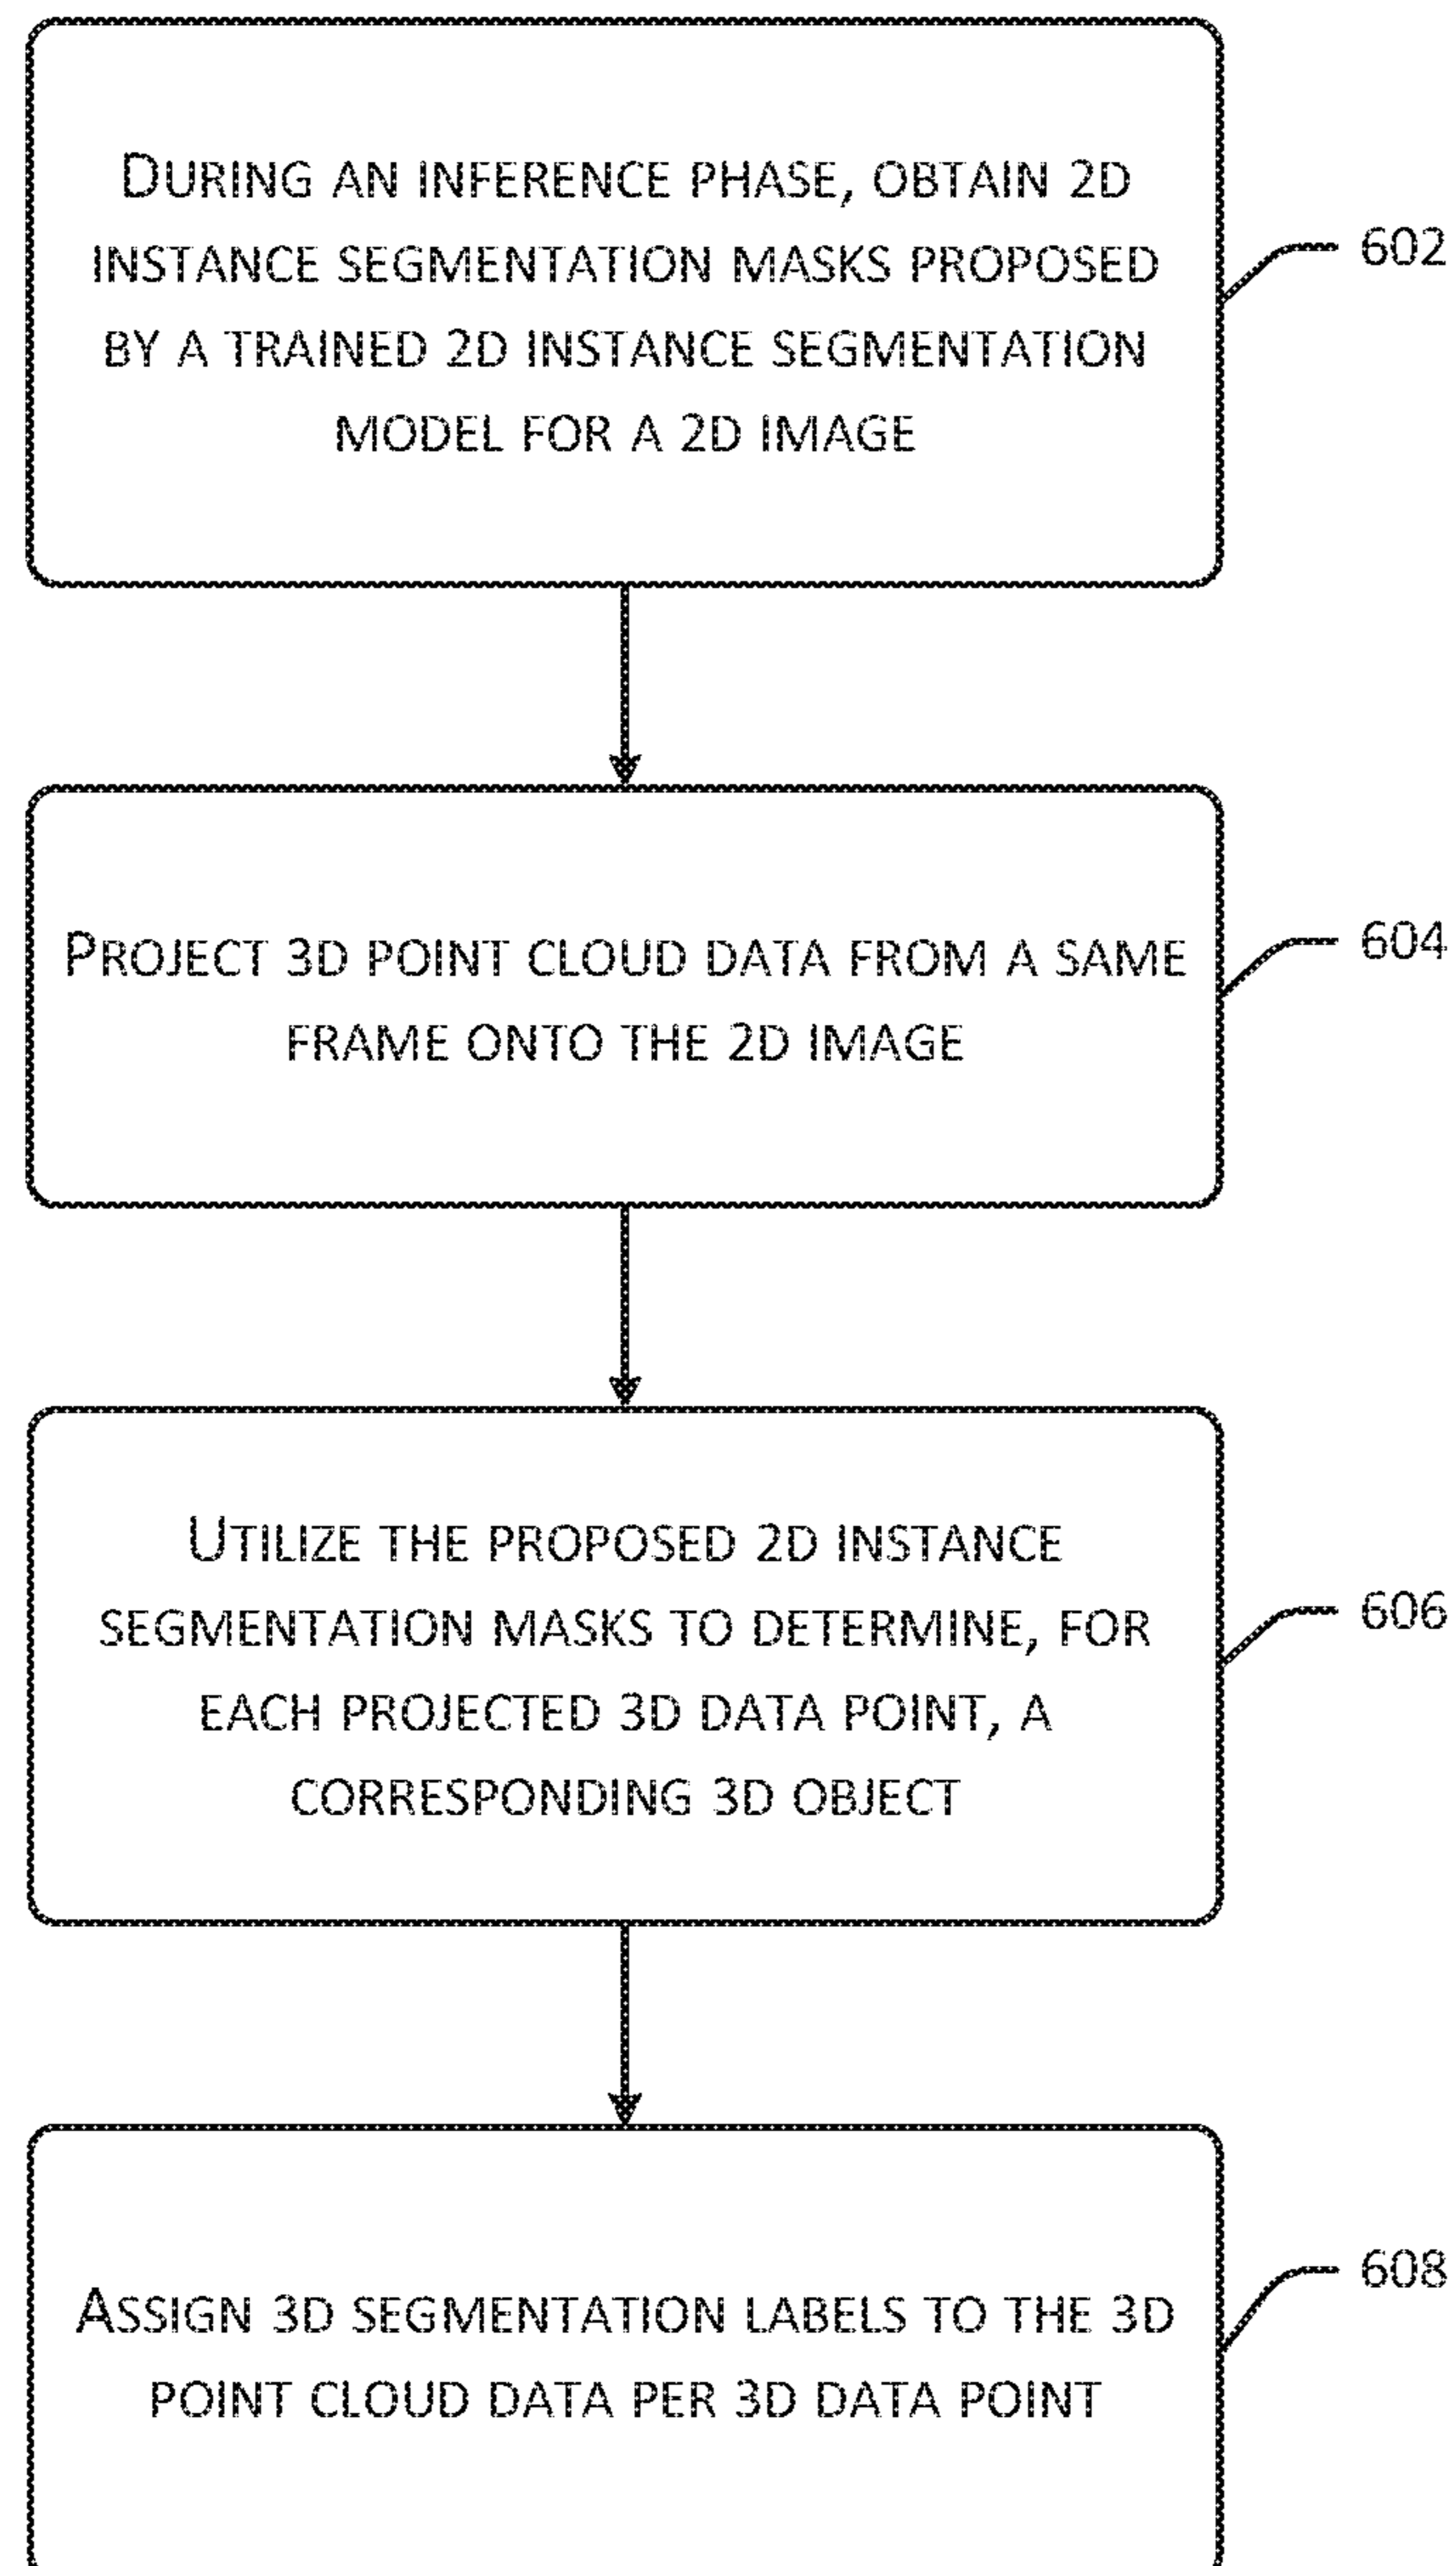 DURING AN INFERENCE PHASE, OBTAIN 2D
INSTANCE SEGMENTATION MASKS PROPOSED
BY A TRAINED 2D INSTANCE SEGMENTATION
MODEL FOR A 2D IMAGE
602
PROJECT 3D POINT CLOUD DATA FROM A SAME
FRAME ONTO THE 2D IMAGE
604
UTILIZE THE PROPOSED 2D INSTANCE
SEGMENTATION MASKS TO DETERMINE, FOR
EACH PROJECTED 3D DATA POINT, A
CORRESPONDING 3D OBJECT
606
ASSIGN 3D SEGMENTATION LABELS TO THE 3D
POINT CLOUD DATA PER 3D DATA POINT
608